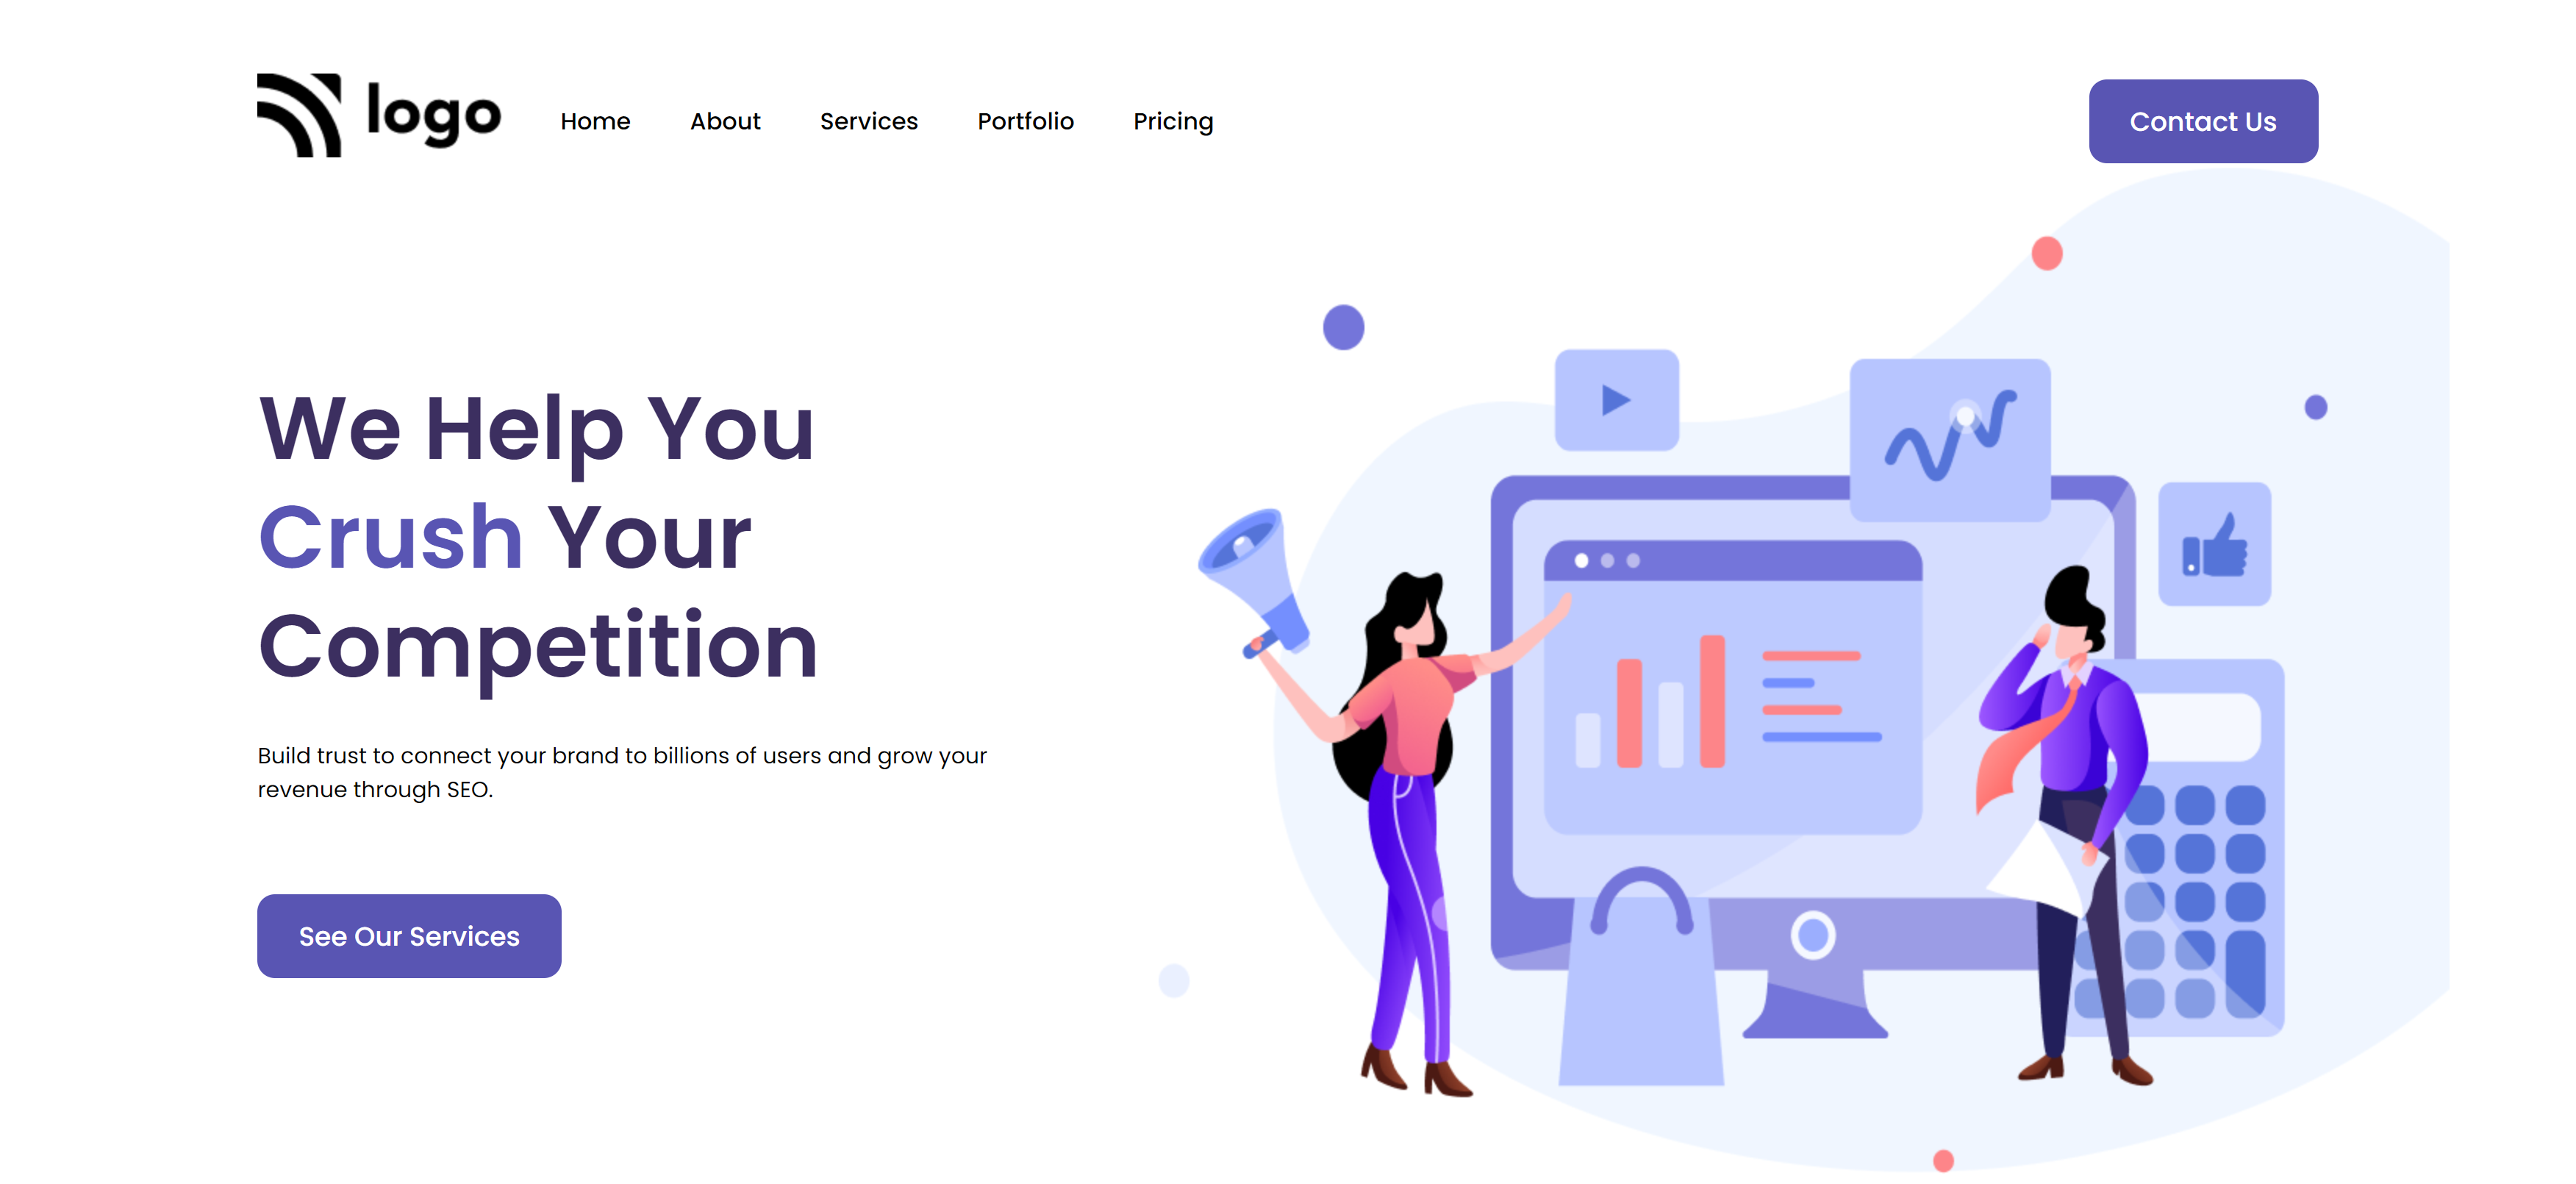 logo Home About Services Portfolio Pricing Contact Us
We Help You
Crush Your
Competition
Build trust to connect your brand to billions of users and grow your
revenue through SEO.
See Our Services